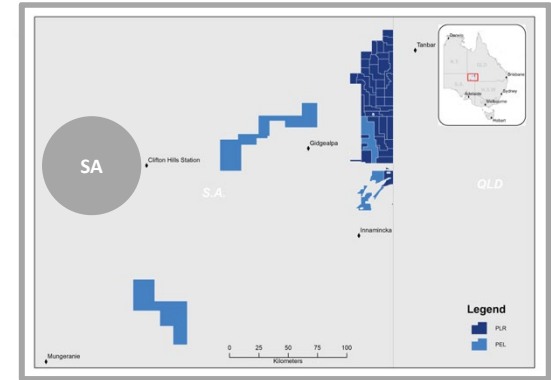 Tanbar
Darwin
Brisbane
Adelaide
Sydney
Melbourne
Hobart
Gidgealpa
Clifton Hills Station
SA
S.A.
QLD
Innamincka
Legend
PLR
PEL
0 25 50 75 100
Kilometers
Mungeranie